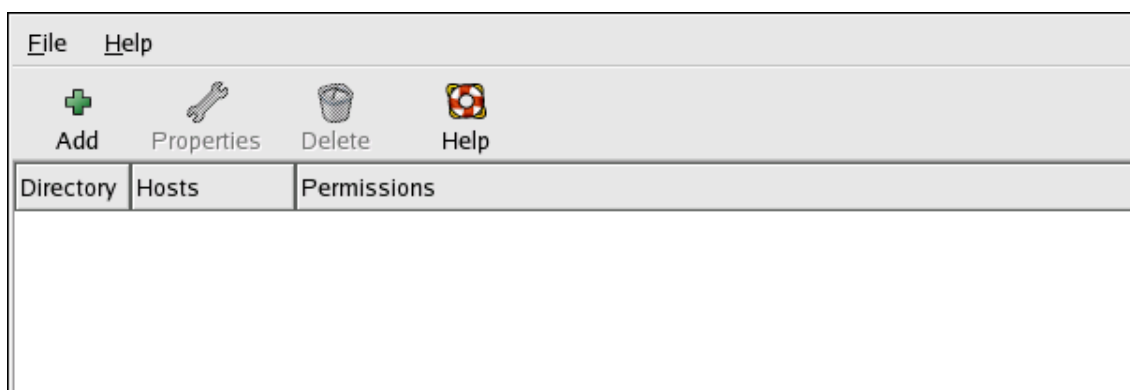 File Help
Add Properties Delete Help
Directory Hosts Permissions